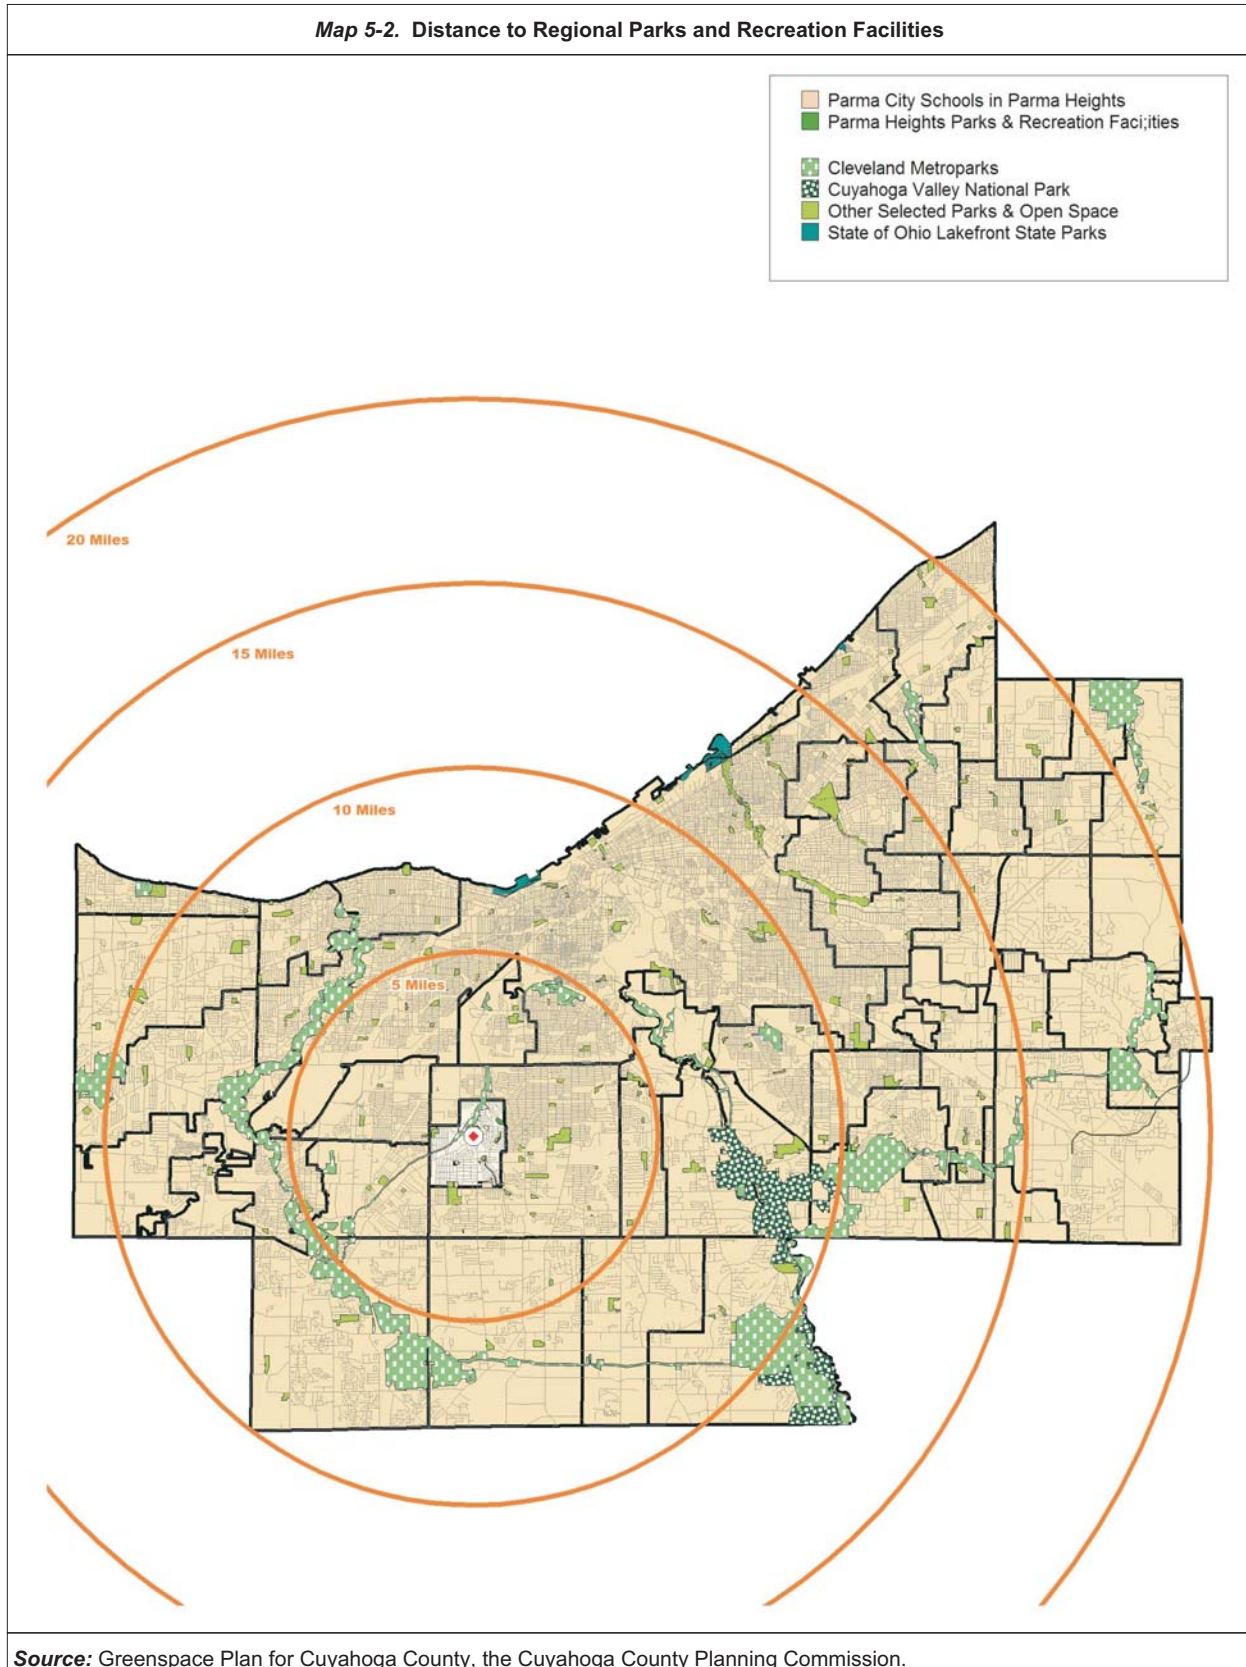 Map 5-2. Distance to Regional Parks and Recreation Facilities
Parma City Schools in Parma Heights
Parma Heights Parks & Recreation Faci;ities
Cleveland Metroparks
Cuyahoga Valley National Park
Other Selected Parks & Open Space
State of Ohio Lakefront State Parks
20 Miles
15 Miles
10 Miles
5 Miles
Source: Greenspace Plan for Cuyahoga County, the Cuyahoga County Planning Commission.